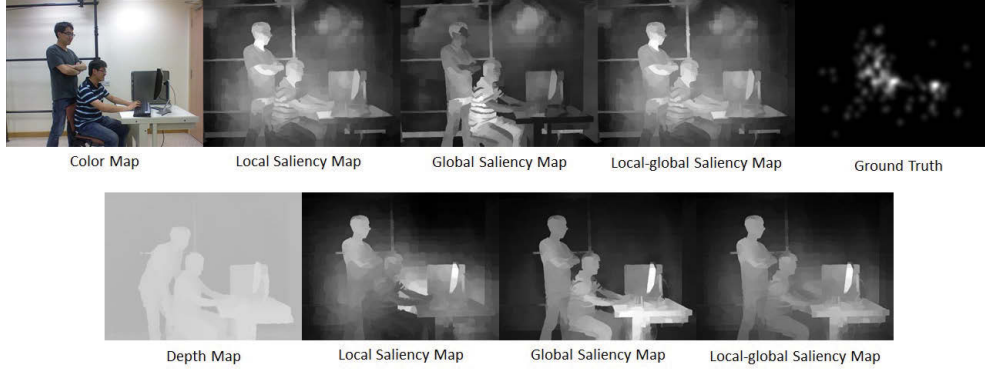 Color Map
Local Saliency Map
Global Saliency Map
Local-global Saliency Map
Ground Truth
Depth Map
Local Saliency Map
Global Saliency Map
Local-global Saliency Map